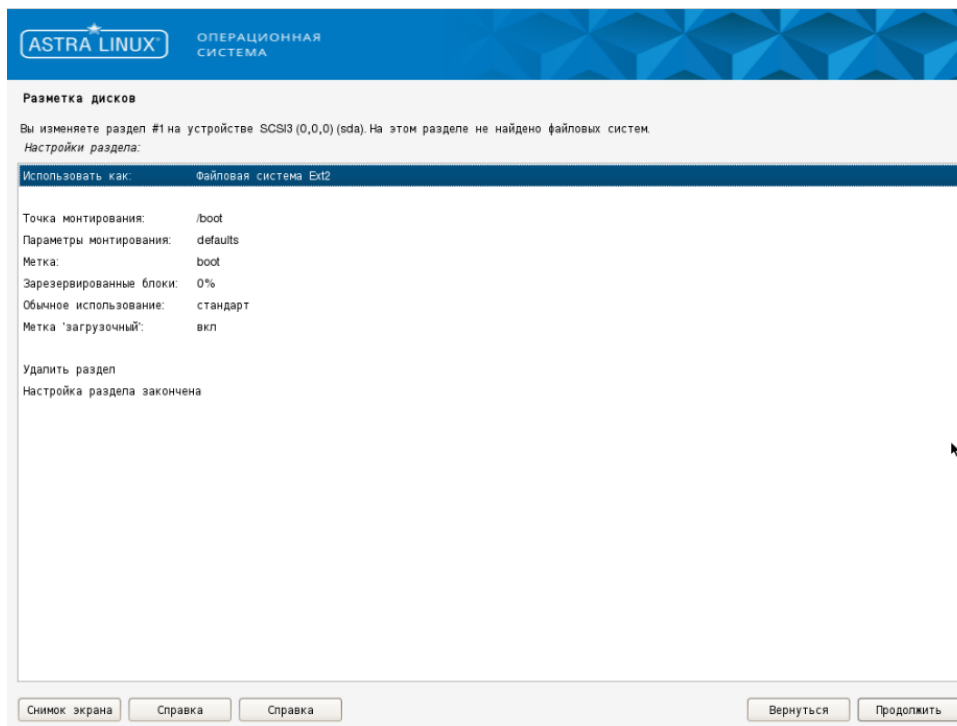 ASTRA LINUX®
ОПЕРАЦИОННАЯ
СИСТЕМА
Разметка дисков
Вы изменяете раздел #1 на устройстве SCSI3 (0,0,0) (sda). На этом разделе не найдено файловых систем.
Настройки раздела:
Использовать как: Файловая система Ext2
Точка монтирования: /boot
Параметры монтирования: defaults
Метка: boot
Зарезервированные блоки: 0%
Обычное использование: стандарт
Метка 'загрузочный': вкл
Удалить раздел
Настройка раздела закончена
Снимок экрана Справка Справка Вернуться Продолжить